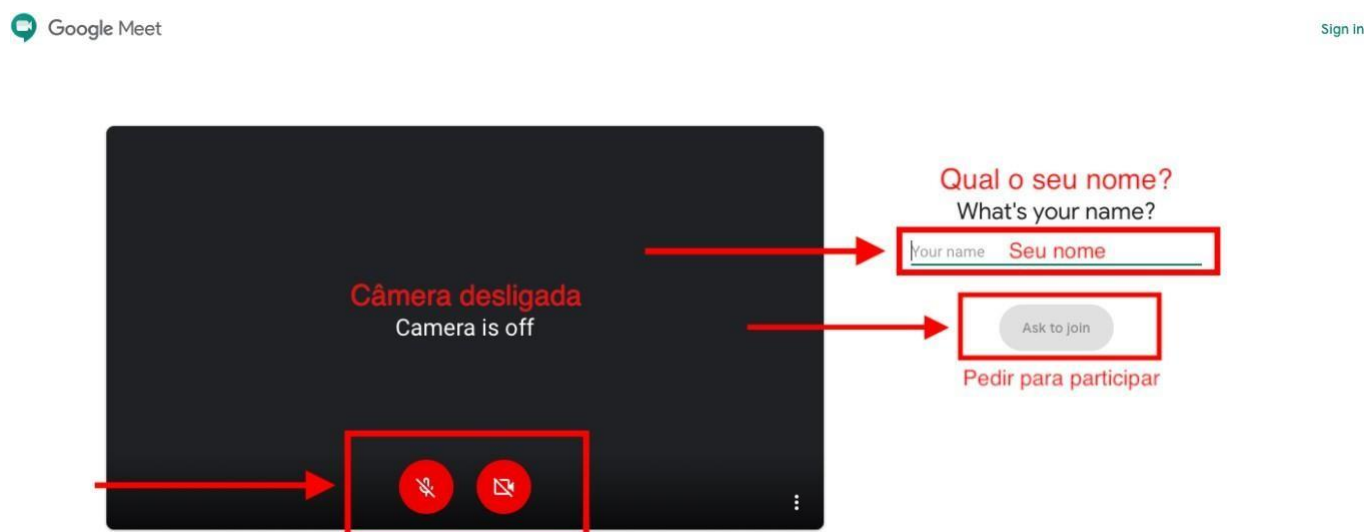 Google Meet
Sign in
Qual o seu nome?
What's your name?
Your name Seu nome
Câmera desligada
Camera is off
Ask to join
Pedir para participar